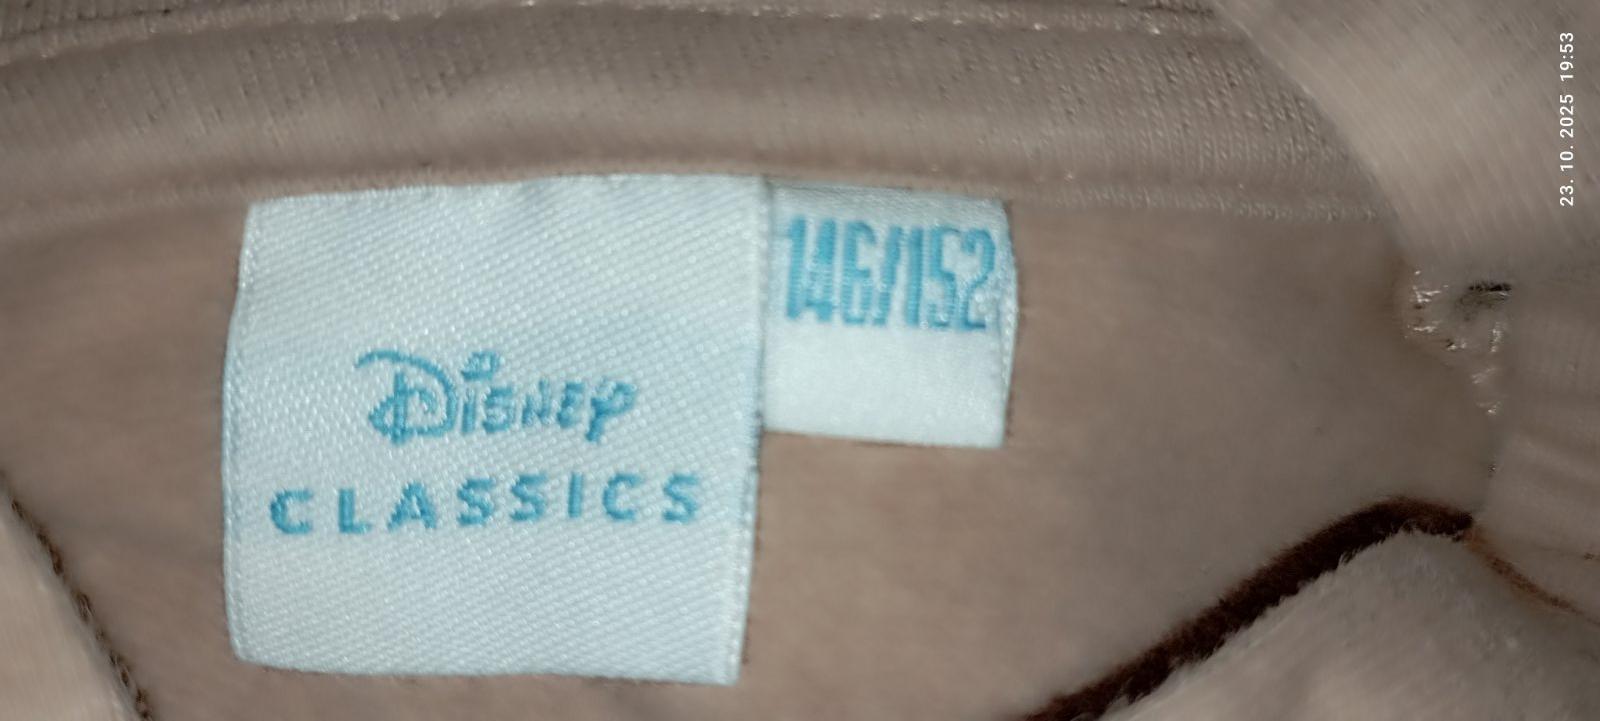 Disney
CLASSICS
146/152
23. 10. 2025 19:53